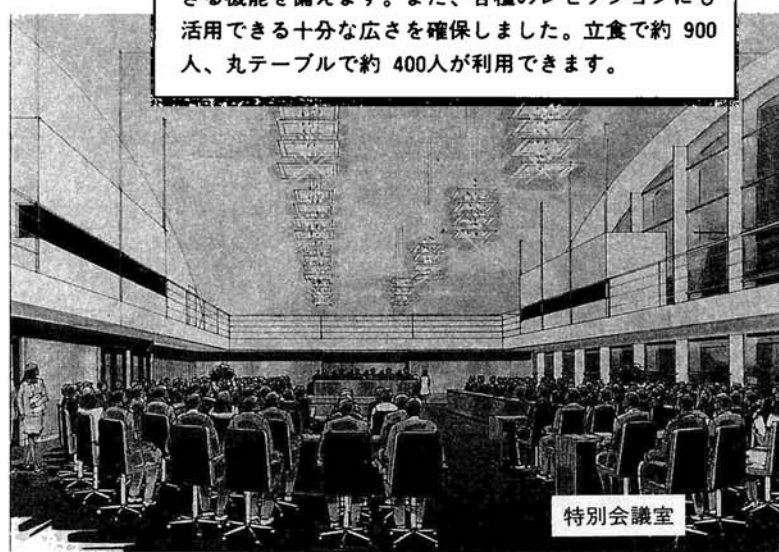 きる機能を備えます。また、各種のレセプションにも
活用できる十分な広さを確保しました。立食で約 900
人、丸テーブルで約 400人が利用できます。
特別会議室